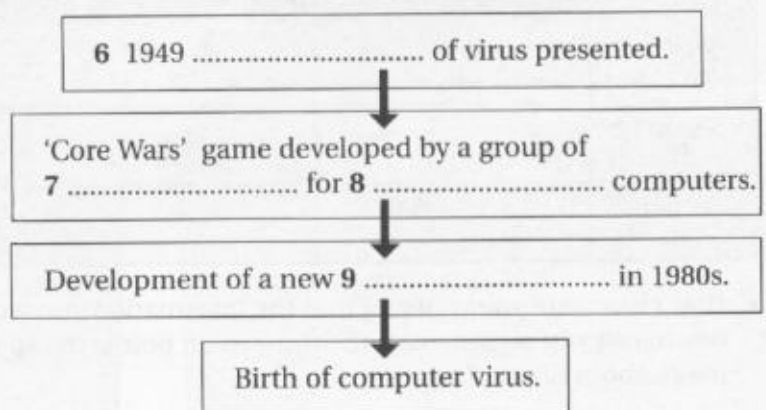 6 1949 .................................. of virus presented.
'Core Wars' game developed by a group of
7 ................................. for 8 ................................. computers.
Development of a new 9 ................................... in 1980s.
Birth of computer virus.